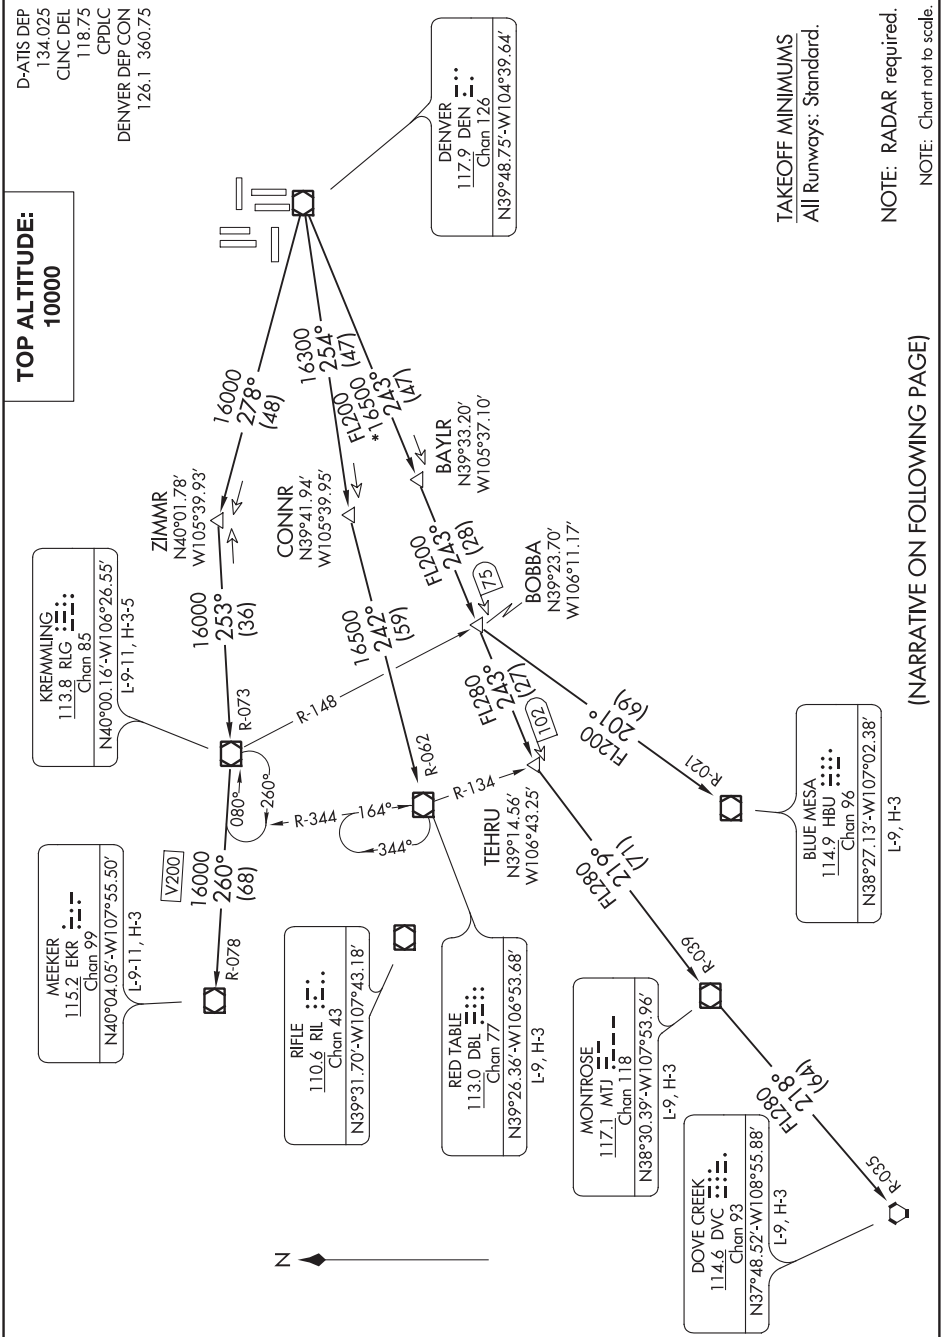 D-ATIS DEP
134.025
CLNC DEL
118.75
CPDLC
DENVER DEP CON
126.1 360.75
TOP ALTITUDE:
10000
DENVER
117.9 DEN
Chan 126
N39°48.75'-W104°39.64'
TAKEOFF MINIMUMS
All Runways: Standard.
NOTE: RADAR required.
NOTE: Chart not to scale.
16000
278°
(48)
16300
254°
(47)
FL200
*16500
243°
(47)
ZIMMR
N40°01.78'
W105°39.93'
CONNR
N39°41.94'
W105°39.95'
BAYLR
N39°33.20'
W105°37.10'
16000
253°
(36)
16500
242°
(59)
FL200
243°
(28)
75
BOBBA
N39°23.70'
W106°11.17'
KREMMLING
113.8 RLG
Chan 85
N40°00.16'-W106°26.55'
L-9-11, H-3-5
R-073
R-148
R-062
FL280
243°
(27)
102
FL200
201°
(69)
R-021
080°
260°
R-344
164°
344°
R-134
TEHRU
N39°14.56'
W106°43.25'
V200
16000
260°
(68)
R-078
MEEKER
115.2 EKR
Chan 99
N40°04.05'-W107°55.50'
L-9-11, H-3
RIFLE
110.6 RIL
Chan 43
N39°31.70'-W107°43.18'
RED TABLE
113.0 DBL
Chan 77
N39°26.36'-W106°53.68'
L-9, H-3
FL280
219°
(71)
R-039
BLUE MESA
114.9 HBU
Chan 96
N38°27.13'-W107°02.38'
L-9, H-3
MONTROSE
117.1 MTJ
Chan 118
N38°30.39'-W107°53.96'
L-9, H-3
FL280
218°
(64)
R-035
DOVE CREEK
114.6 DVC
Chan 93
N37°48.52'-W108°55.88'
L-9, H-3
N
(NARRATIVE ON FOLLOWING PAGE)